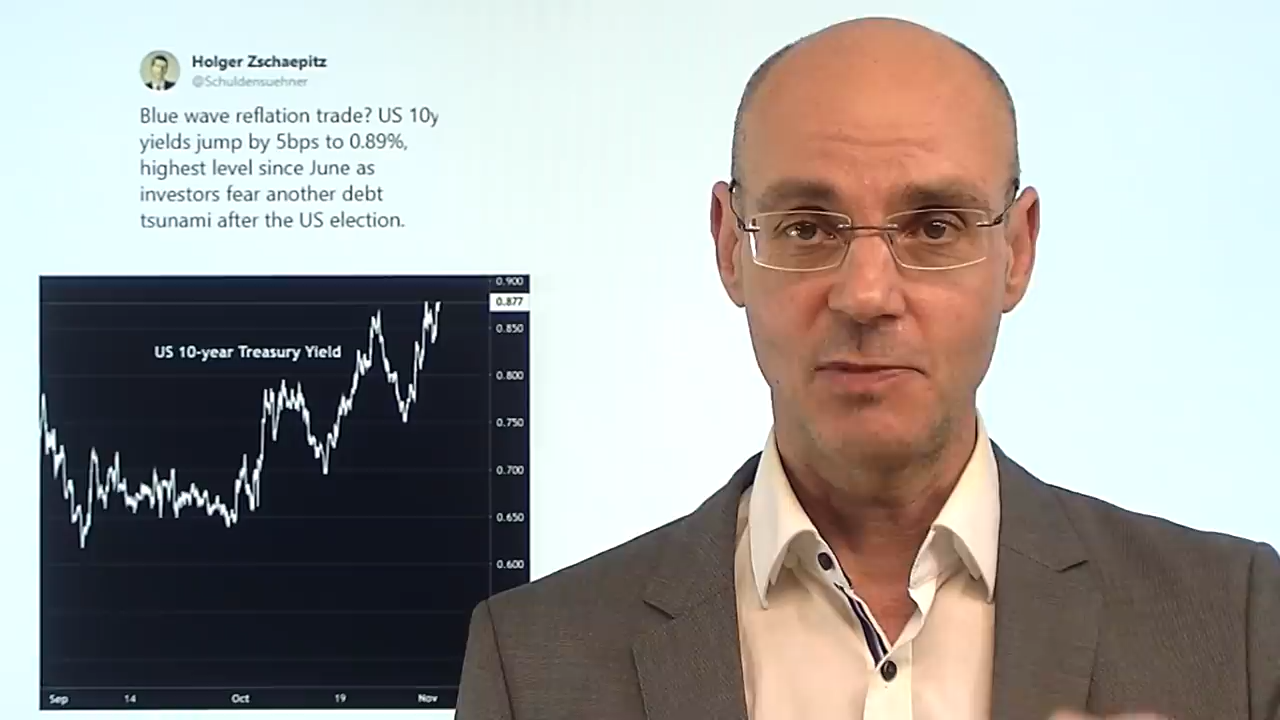 Holger Zschaepitz
@Schuldensuehner
Blue wave reflation trade? US 10y
yields jump by 5bps to 0.89%,
highest level since June as
investors fear another debt
tsunami after the US election.
US 10-year Treasury Yield
0.900
0.877
0.850
0.800
0.750
0.700
0.650
0.600
Sep 14 Oct 19 Nov